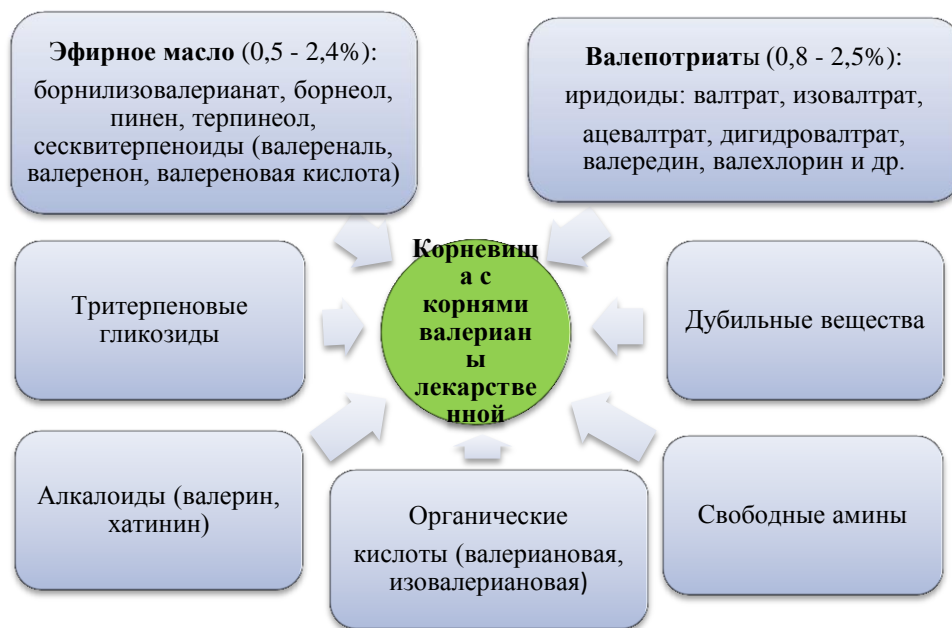 Эфирное масло (0,5 - 2,4%):
борнилизовалерианат, борнеол,
пинен, терпинеол,
сесквитерпеноиды (валереналь,
валеренон, валереновая кислота)
Валепотриаты (0,8 - 2,5%):
иридоиды: валтрат, изовалтрат,
ацевалтрат, дигидровалтрат,
валередин, валехлорин и др.
Тритерпеновые
гликозиды
Корневищ
а с
корнями
валериан
ы
лекарстве
нной
Дубильные вещества
Алкалоиды (валерин,
хатинин)
Органические
кислоты (валериановая,
изовалериановая)
Свободные амины